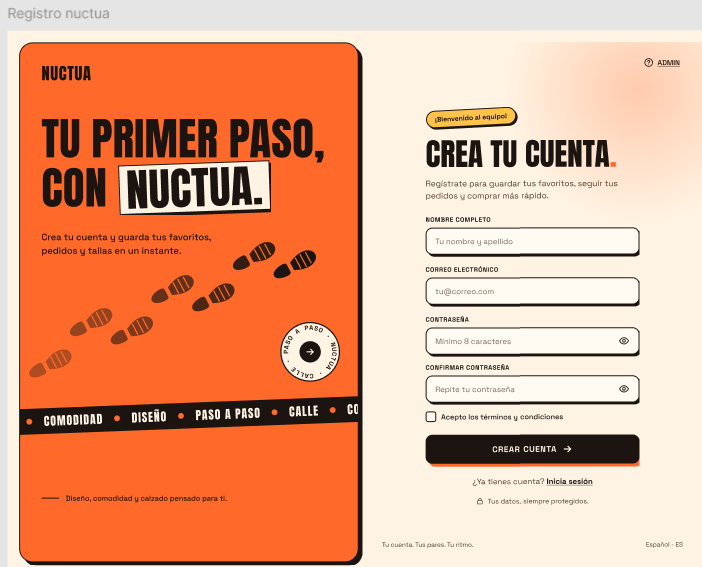 Registro nuctua
NUCTUA
TU PRIMER PASO,
CON NUCTUA.
Crea tu cuenta y guarda tus favoritos,
pedidos y tallas en un instante.
PASO A PASO · NUCTUA · CALLE ·
COMODIDAD • DISEÑO • PASO A PASO • CALLE • CO
Diseño, comodidad y calzado pensado para ti.
ADMIN
¡Bienvenido al equipo!
CREA TU CUENTA.
Regístrate para guardar tus favoritos, seguir tus
pedidos y comprar más rápido.
NOMBRE COMPLETO
Tu nombre y apellido
CORREO ELECTRÓNICO
tu@correo.com
CONTRASEÑA
Mínimo 8 caracteres
CONFIRMAR CONTRASEÑA
Repite tu contraseña
Acepto los términos y condiciones
CREAR CUENTA →
¿Ya tienes cuenta? Inicia sesión
Tus datos, siempre protegidos.
Tu cuenta. Tus pares. Tu ritmo.
Español - ES